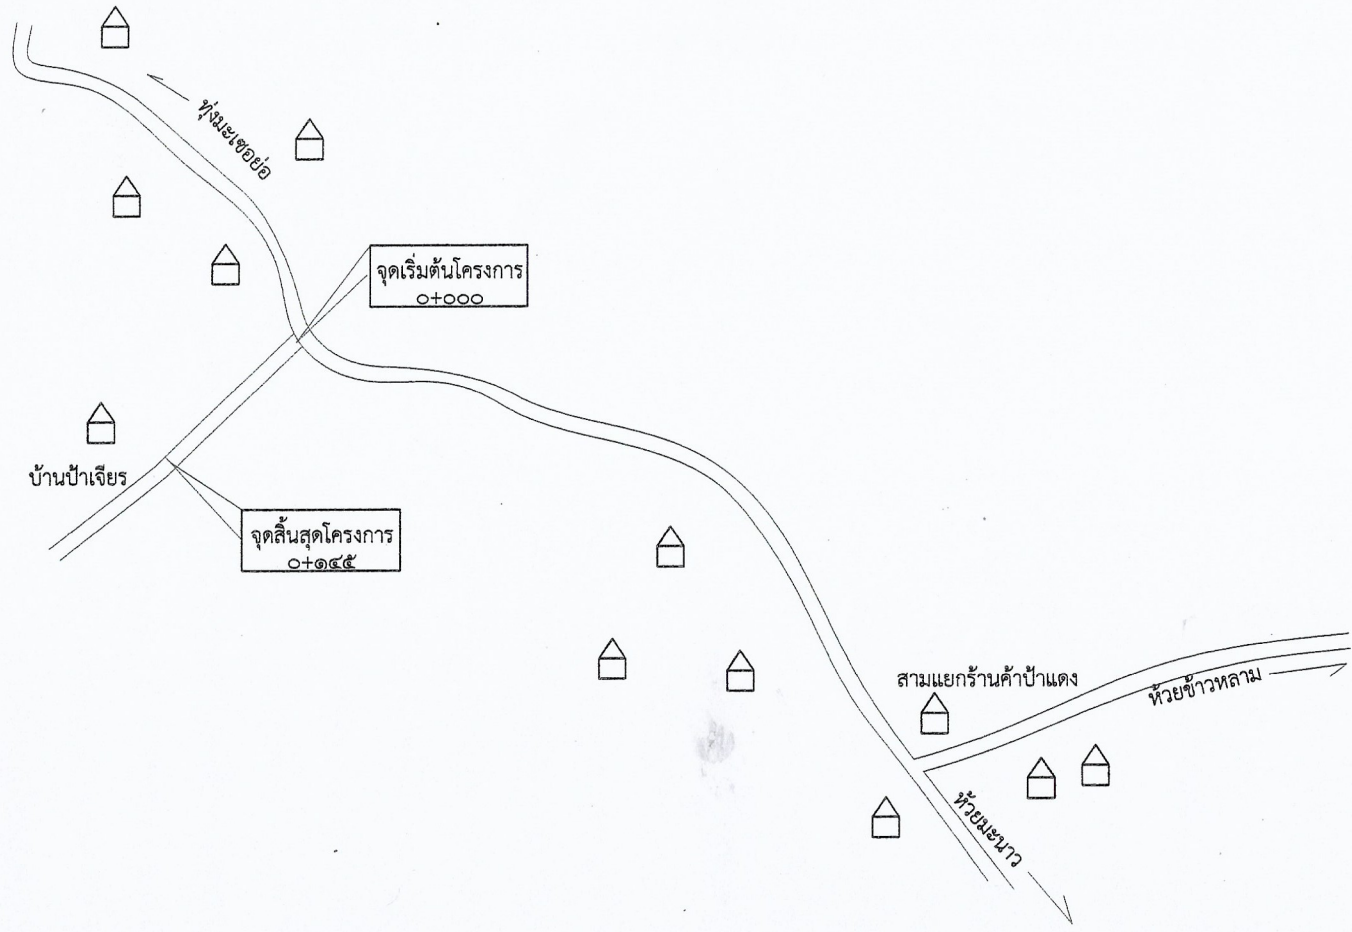 ทุ่งมะเซอย่อ
จุดเริ่มต้นโครงการ
๐+๐๐๐
บ้านป้าเจียร
จุดสิ้นสุดโครงการ
๐+๑๔๕
สามแยกร้านค้าป้าแดง
ห้วยข้าวหลาม
ห้วยมะนาว